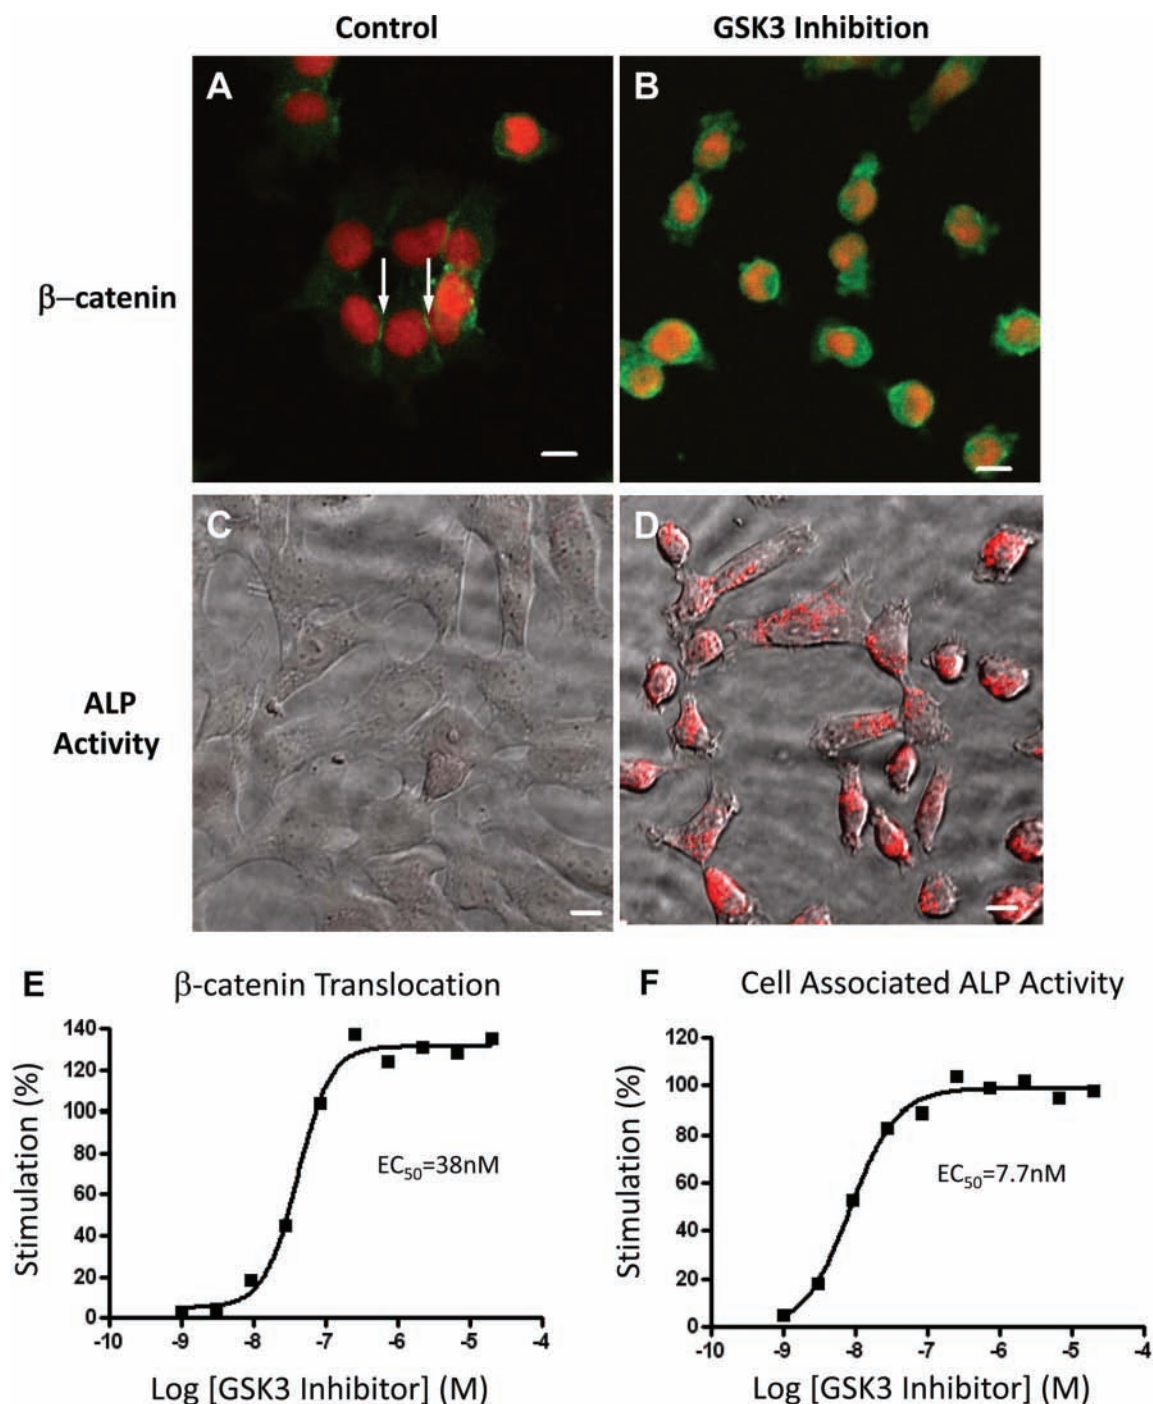 Control
GSK3 Inhibition
A
B
β–catenin
C
D
ALP
Activity
E
β-catenin Translocation
140
120
100
80
60
40
20
0
-10
-9
-8
-7
-6
-5
-4
Stimulation (%)
EC50=38nM
Log [GSK3 Inhibitor] (M)
F
Cell Associated ALP Activity
120
100
80
60
40
20
0
-10
-9
-8
-7
-6
-5
-4
Stimulation (%)
EC50=7.7nM
Log [GSK3 Inhibitor] (M)